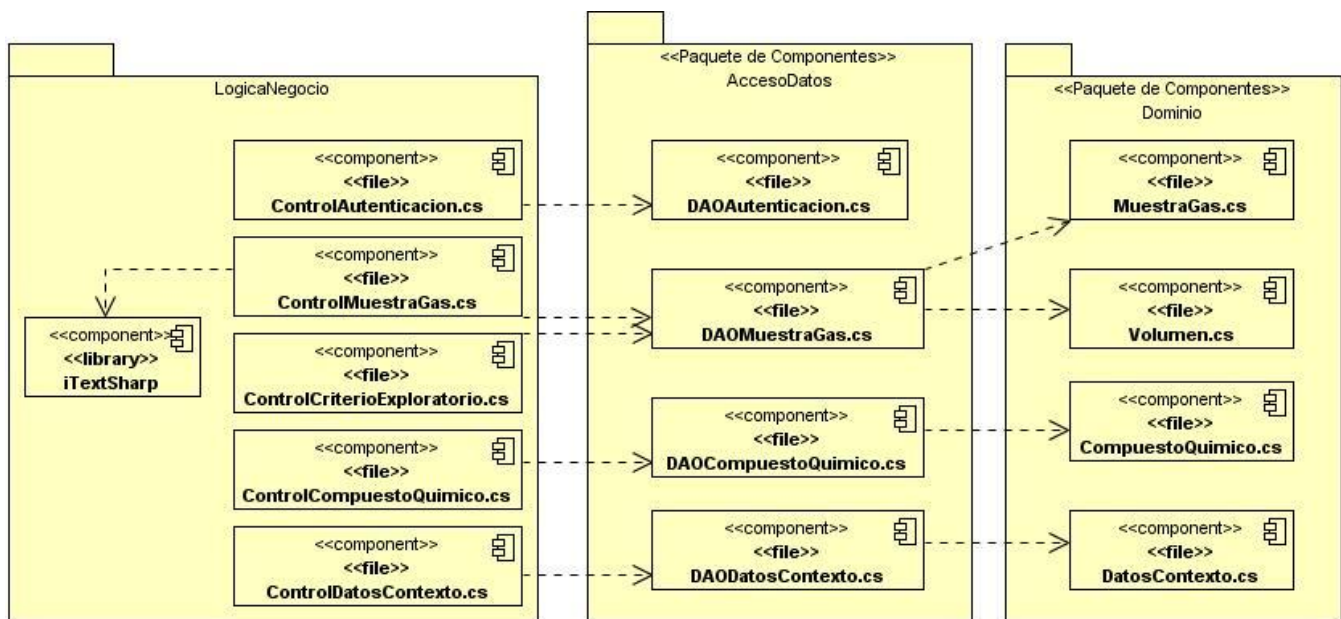 LogicaNegocio
<<component>>
<<file>>
ControlAutenticacion.cs
<<component>>
<<file>>
ControlMuestraGas.cs
<<component>>
<<library>>
iTextSharp
<<component>>
<<file>>
ControlCriterioExploratorio.cs
<<component>>
<<file>>
ControlCompuestoQuimico.cs
<<component>>
<<file>>
ControlDatosContexto.cs
<<Paquete de Componentes>>
AccesoDatos
<<component>>
<<file>>
DAOAutenticacion.cs
<<component>>
<<file>>
DAOMuestraGas.cs
<<component>>
<<file>>
DAOCompuestoQuimico.cs
<<component>>
<<file>>
DAODatosContexto.cs
<<Paquete de Componentes>>
Dominio
<<component>>
<<file>>
MuestraGas.cs
<<component>>
<<file>>
Volumen.cs
<<component>>
<<file>>
CompuestoQuimico.cs
<<component>>
<<file>>
DatosContexto.cs